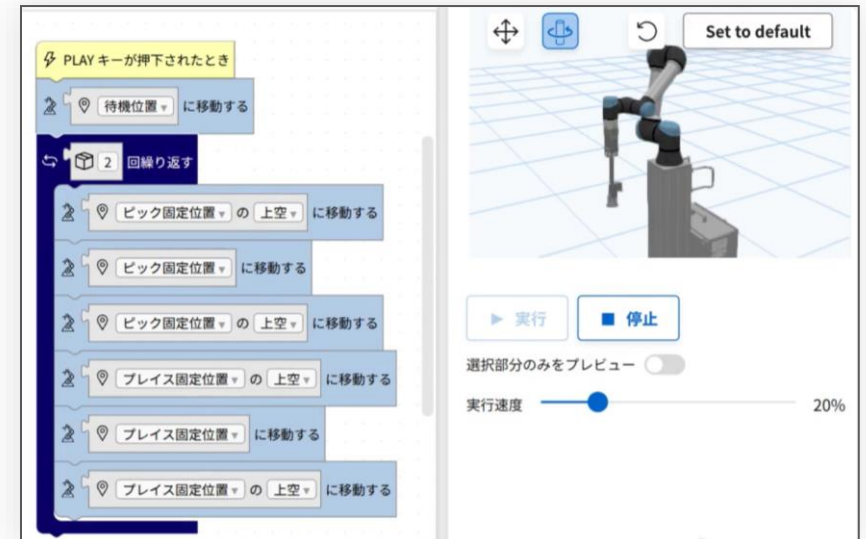 PLAY キーが押下されたとき
待機位置 に移動する
2 回繰り返す
ピック固定位置 の 上空 に移動する
ピック固定位置 に移動する
ピック固定位置 の 上空 に移動する
プレイス固定位置 の 上空 に移動する
プレイス固定位置 に移動する
プレイス固定位置 の 上空 に移動する
Set to default
実行 停止
選択部分のみをプレビュー
実行速度 20%